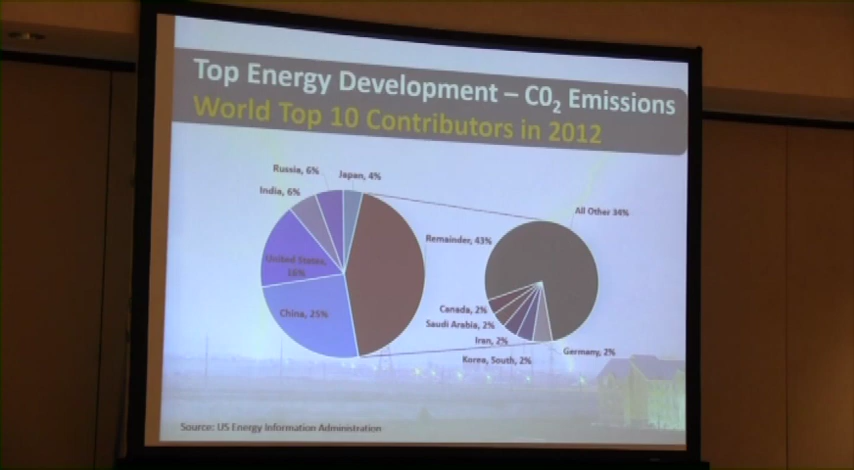 Top Energy Development – CO₂ Emissions
World Top 10 Contributors in 2012
Russia, 6%
Japan, 4%
India, 6%
All Other 34%
Remainder, 43%
United States,
16%
China, 25%
Canada, 2%
Saudi Arabia, 2%
Iran, 2%
Korea, South, 2%
Germany, 2%
Source: US Energy Information Administration